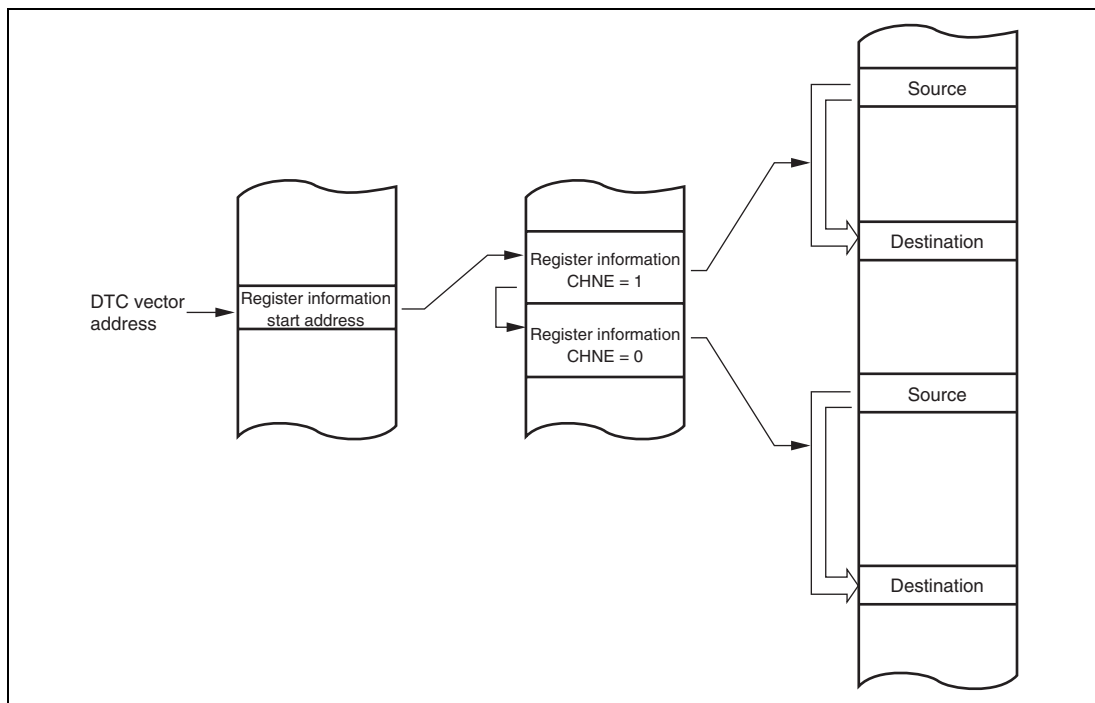 DTC vector
address
Register information
start address
Register information
CHNE = 1
Register information
CHNE = 0
Source
Destination
Source
Destination